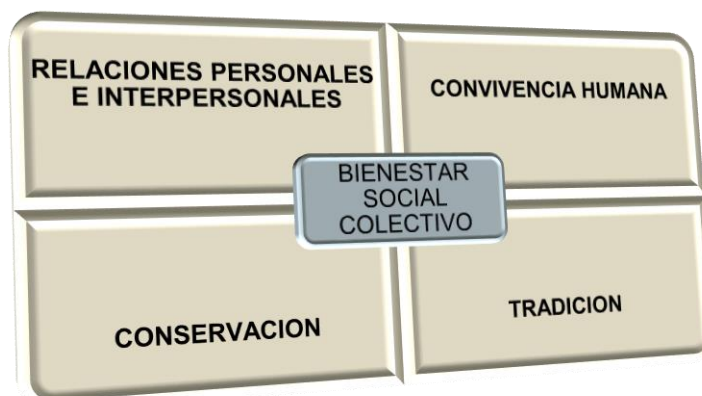 RELACIONES PERSONALES
E INTERPERSONALES
CONVIVENCIA HUMANA
BIENESTAR
SOCIAL
COLECTIVO
CONSERVACION
TRADICION